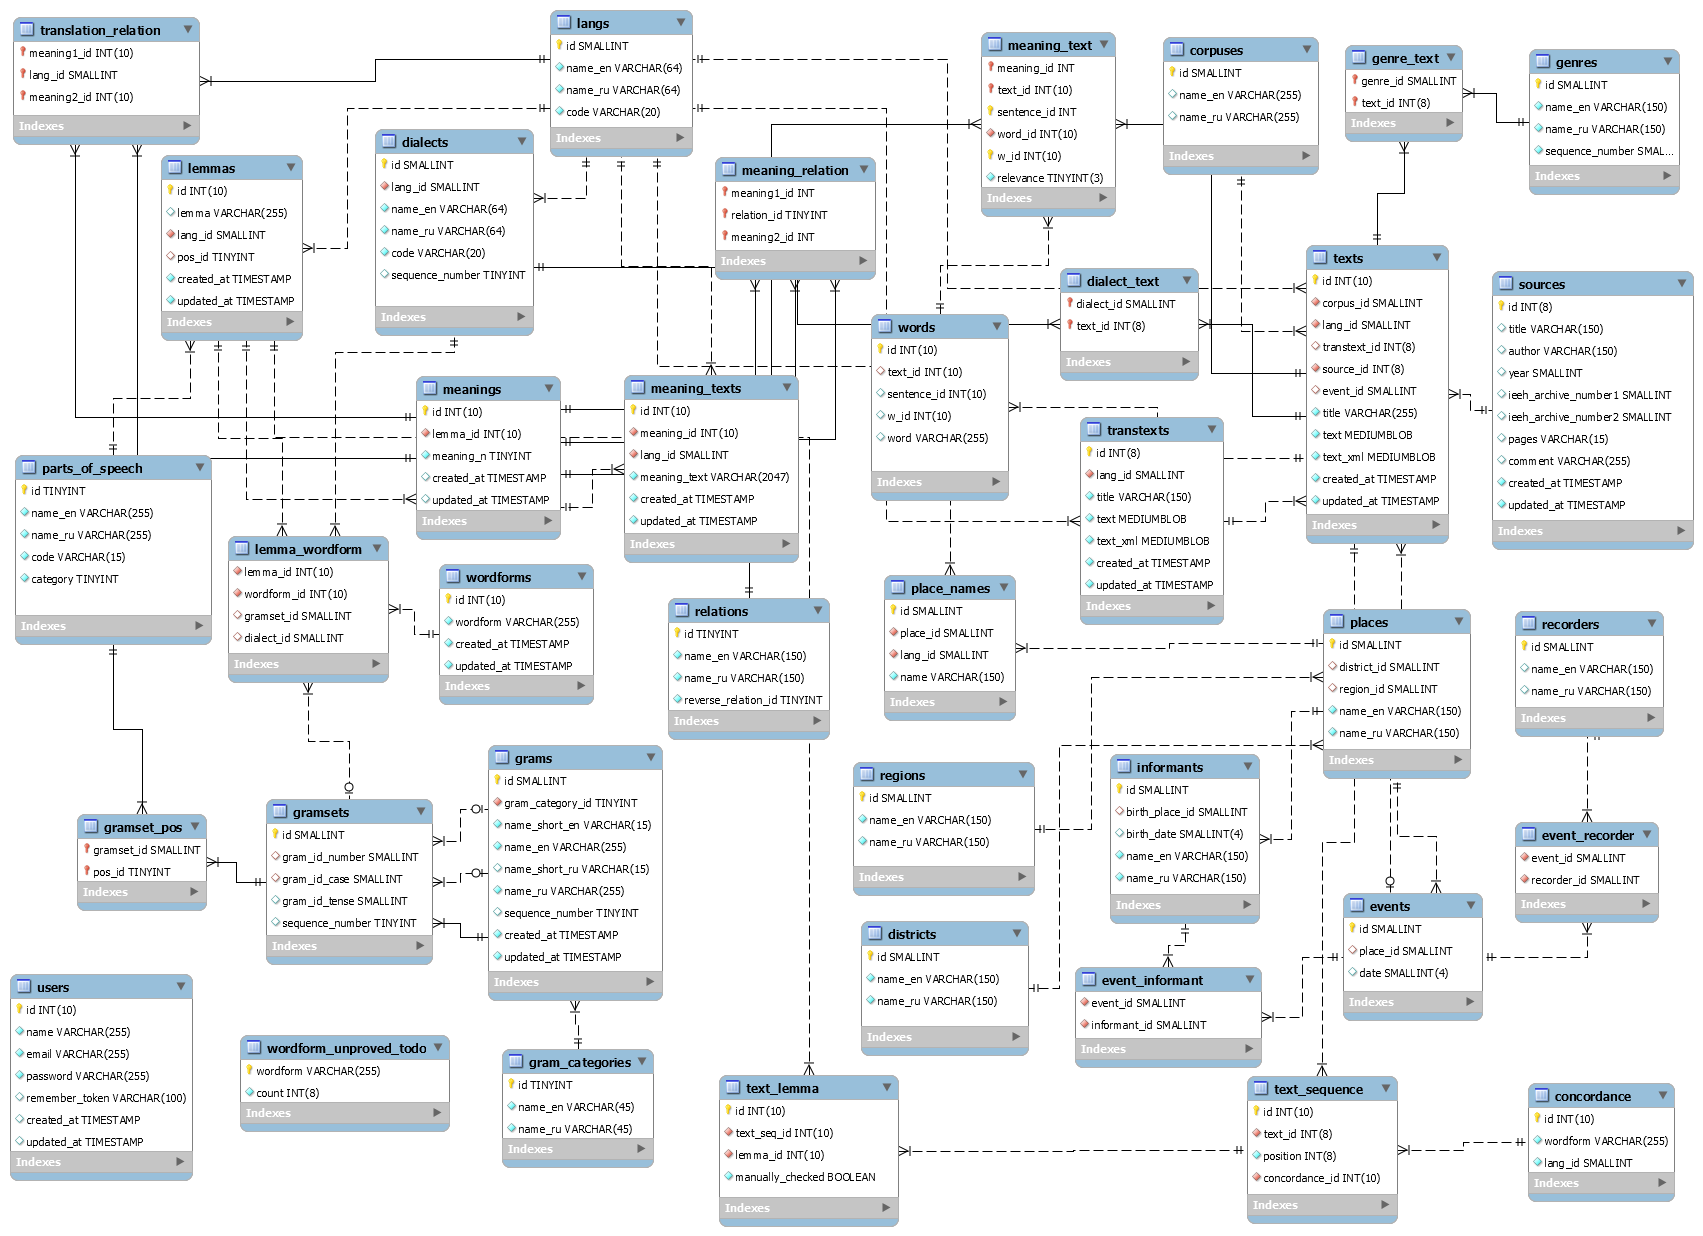 translation_relation
meaning1_id INT(10)
lang_id SMALLINT
meaning2_id INT(10)
Indexes
langs
id SMALLINT
name_en VARCHAR(64)
name_ru VARCHAR(64)
code VARCHAR(20)
Indexes
meaning_text
meaning_id INT
text_id INT(10)
sentence_id INT
word_id INT(10)
w_id INT(10)
relevance TINYINT(3)
Indexes
corpuses
id SMALLINT
name_en VARCHAR(255)
name_ru VARCHAR(255)
Indexes
genre_text
genre_id SMALLINT
text_id INT(8)
Indexes
genres
id SMALLINT
name_en VARCHAR(150)
name_ru VARCHAR(150)
sequence_number SMAL...
Indexes
lemmas
id INT(10)
lemma VARCHAR(255)
lang_id SMALLINT
pos_id TINYINT
created_at TIMESTAMP
updated_at TIMESTAMP
Indexes
dialects
id SMALLINT
lang_id SMALLINT
name_en VARCHAR(64)
name_ru VARCHAR(64)
code VARCHAR(20)
sequence_number TINYINT
Indexes
meaning_relation
meaning1_id INT
relation_id TINYINT
meaning2_id INT
Indexes
dialect_text
dialect_id SMALLINT
text_id INT(8)
Indexes
texts
id INT(10)
corpus_id SMALLINT
lang_id SMALLINT
transtext_id INT(8)
source_id INT(8)
event_id SMALLINT
title VARCHAR(255)
text MEDIUMBLOB
text_xml MEDIUMBLOB
created_at TIMESTAMP
updated_at TIMESTAMP
Indexes
sources
id INT(8)
title VARCHAR(150)
author VARCHAR(150)
year SMALLINT
ieeh_archive_number1 SMALLINT
ieeh_archive_number2 SMALLINT
pages VARCHAR(15)
comment VARCHAR(255)
created_at TIMESTAMP
updated_at TIMESTAMP
Indexes
words
id INT(10)
text_id INT(10)
sentence_id INT(10)
w_id INT(10)
word VARCHAR(255)
Indexes
meanings
id INT(10)
lemma_id INT(10)
meaning_n TINYINT
created_at TIMESTAMP
updated_at TIMESTAMP
Indexes
meaning_texts
id INT(10)
meaning_id INT(10)
lang_id SMALLINT
meaning_text VARCHAR(2047)
created_at TIMESTAMP
updated_at TIMESTAMP
Indexes
transtexts
id INT(8)
lang_id SMALLINT
title VARCHAR(150)
text MEDIUMBLOB
text_xml MEDIUMBLOB
created_at TIMESTAMP
updated_at TIMESTAMP
Indexes
parts_of_speech
id TINYINT
name_en VARCHAR(255)
name_ru VARCHAR(255)
code VARCHAR(15)
category TINYINT
Indexes
lemma_wordform
lemma_id INT(10)
wordform_id INT(10)
gramset_id SMALLINT
dialect_id SMALLINT
Indexes
wordforms
id INT(10)
wordform VARCHAR(255)
created_at TIMESTAMP
updated_at TIMESTAMP
Indexes
relations
id TINYINT
name_en VARCHAR(150)
name_ru VARCHAR(150)
reverse_relation_id TINYINT
Indexes
place_names
id SMALLINT
place_id SMALLINT
lang_id SMALLINT
name VARCHAR(150)
Indexes
places
id SMALLINT
district_id SMALLINT
region_id SMALLINT
name_en VARCHAR(150)
name_ru VARCHAR(150)
Indexes
recorders
id SMALLINT
name_en VARCHAR(150)
name_ru VARCHAR(150)
Indexes
gramset_pos
gramset_id SMALLINT
pos_id TINYINT
Indexes
gramsets
id SMALLINT
gram_id_number SMALLINT
gram_id_case SMALLINT
gram_id_tense SMALLINT
sequence_number TINYINT
Indexes
grams
id SMALLINT
gram_category_id TINYINT
name_short_en VARCHAR(15)
name_en VARCHAR(255)
name_short_ru VARCHAR(15)
name_ru VARCHAR(255)
sequence_number TINYINT
created_at TIMESTAMP
updated_at TIMESTAMP
Indexes
regions
id SMALLINT
name_en VARCHAR(150)
name_ru VARCHAR(150)
Indexes
informants
id SMALLINT
birth_place_id SMALLINT
birth_date SMALLINT(4)
name_en VARCHAR(150)
name_ru VARCHAR(150)
Indexes
event_recorder
event_id SMALLINT
recorder_id SMALLINT
Indexes
events
id SMALLINT
place_id SMALLINT
date SMALLINT(4)
Indexes
districts
id SMALLINT
name_en VARCHAR(150)
name_ru VARCHAR(150)
Indexes
event_informant
event_id SMALLINT
informant_id SMALLINT
Indexes
users
id INT(10)
name VARCHAR(255)
email VARCHAR(255)
password VARCHAR(255)
remember_token VARCHAR(100)
created_at TIMESTAMP
updated_at TIMESTAMP
Indexes
wordform_unproved_todo
wordform VARCHAR(255)
count INT(8)
Indexes
gram_categories
id TINYINT
name_en VARCHAR(45)
name_ru VARCHAR(45)
Indexes
text_lemma
id INT(10)
text_seq_id INT(10)
lemma_id INT(10)
manually_checked BOOLEAN
Indexes
text_sequence
id INT(10)
text_id INT(8)
position INT(8)
concordance_id INT(10)
Indexes
concordance
id INT(10)
wordform VARCHAR(255)
lang_id SMALLINT
Indexes